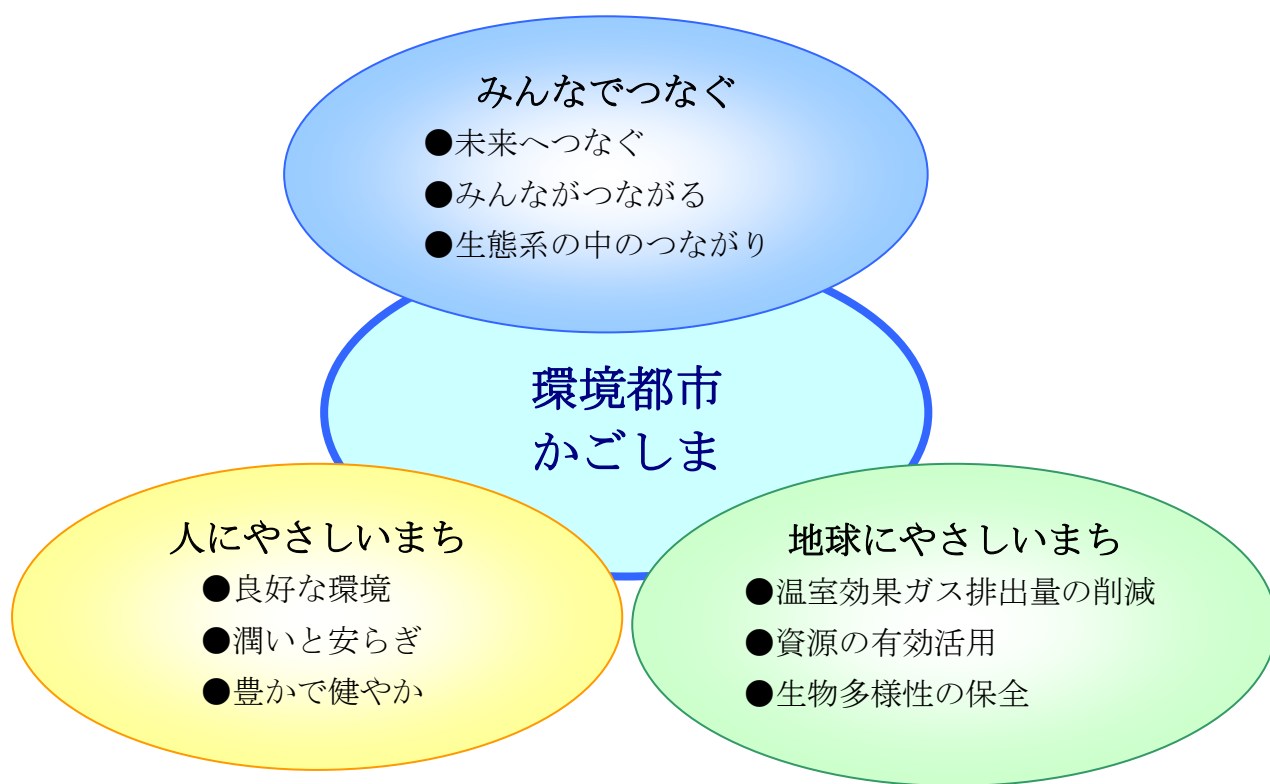 みんなでつなぐ
●未来へつなぐ
●みんながつながる
●生態系の中のつながり
環境都市
かごしま
人にやさしいまち
●良好な環境
●潤いと安らぎ
●豊かで健やか
地球にやさしいまち
●温室効果ガス排出量の削減
●資源の有効活用
●生物多様性の保全